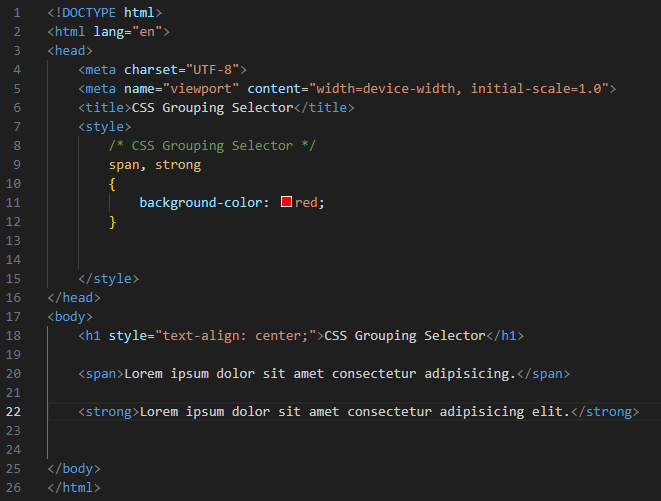 1 <!DOCTYPE html>
2 <html lang="en">
3 <head>
4     <meta charset="UTF-8">
5     <meta name="viewport" content="width=device-width, initial-scale=1.0">
6     <title>CSS Grouping Selector</title>
7     <style>
8         /* CSS Grouping Selector */
9         span, strong
10         {
11             background-color: red;
12         }
13
14
15     </style>
16 </head>
17 <body>
18     <h1 style="text-align: center;">CSS Grouping Selector</h1>
19
20     <span>Lorem ipsum dolor sit amet consectetur adipisicing.</span>
21
22     <strong>Lorem ipsum dolor sit amet consectetur adipisicing elit.</strong>
23
24
25 </body>
26 </html>